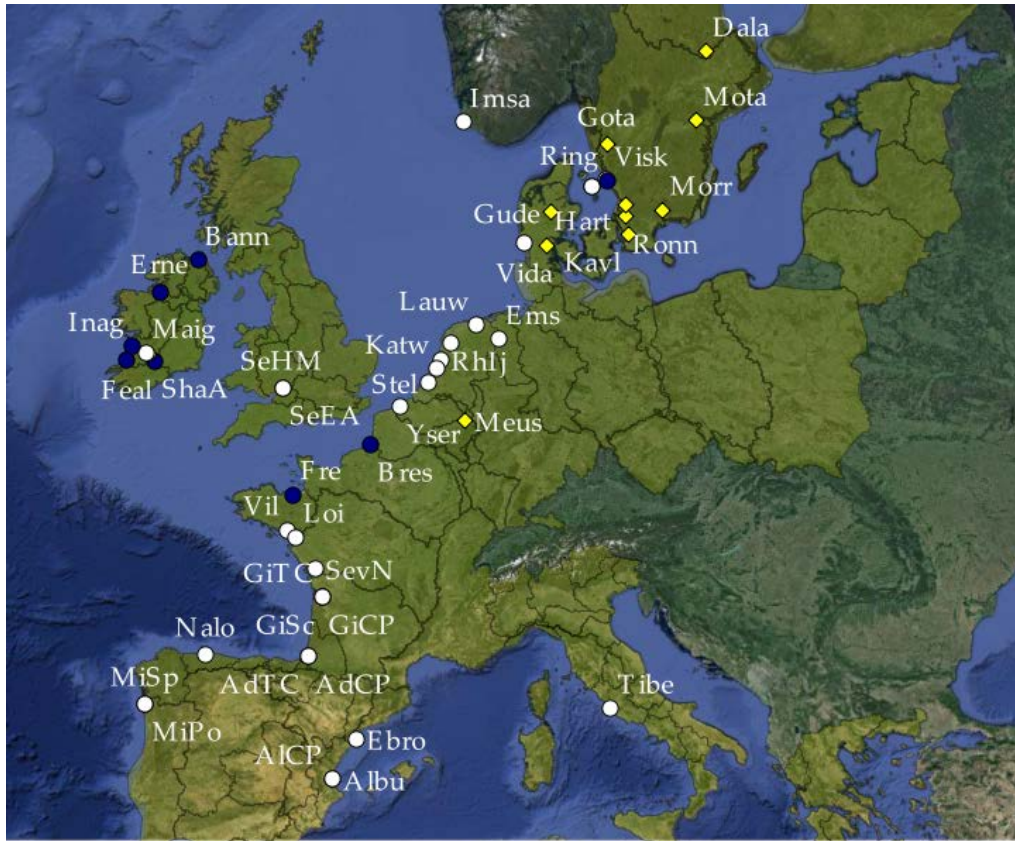 Dala
Imsa
Mota
Gota
Ring
Visk
Morr
Gude
Hart
Bann
Ronn
Erne
Vida
Kavl
Lauw
Ems
Inag
Maig
Katw
SeHM
RhIj
Feal
ShaA
Stel
SeEA
Yser
Meus
Fre
Bres
Vil
Loi
GiTC
SevN
Nalo
GiSc
GiCP
MiSp
AdTC
AdCP
Tibe
MiPo
AlCP
Ebro
Albu